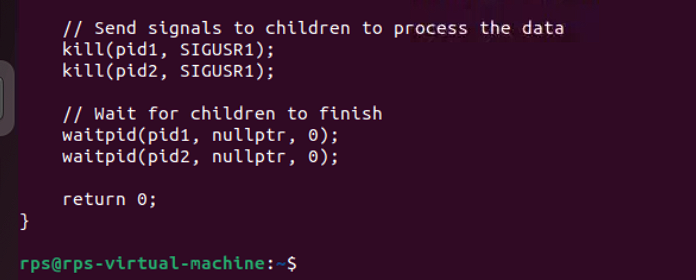 // Send signals to children to process the data
    kill(pid1, SIGUSR1);
    kill(pid2, SIGUSR1);

    // Wait for children to finish
    waitpid(pid1, nullptr, 0);
    waitpid(pid2, nullptr, 0);

    return 0;
}

rps@rps-virtual-machine:~$